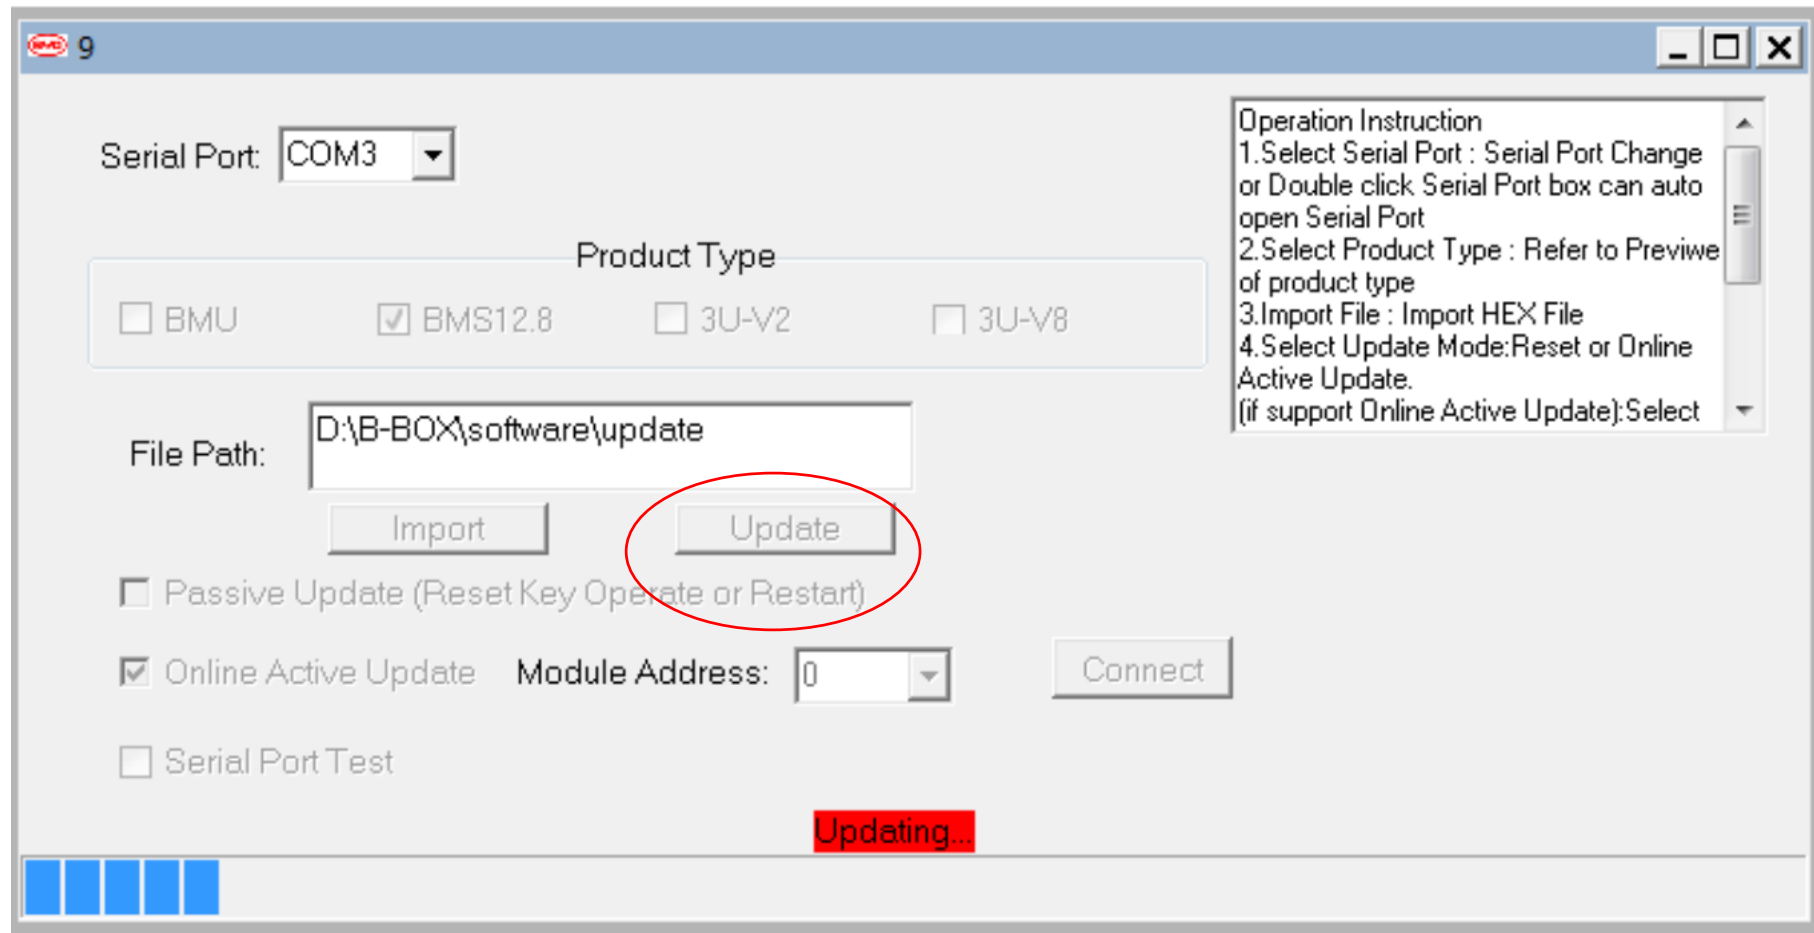 9
Serial Port: COM3
Operation Instruction
1.Select Serial Port : Serial Port Change
or Double click Serial Port box can auto
open Serial Port
2.Select Product Type : Refer to Previwe
of product type
3.Import File : Import HEX File
4.Select Update Mode:Reset or Online
Active Update.
(if support Online Active Update):Select
Product Type
BMU BMS12.8 3U-V2 3U-V8
File Path: D:\B-BOX\software\update
Import Update
Passive Update (Reset Key Operate or Restart)
Online Active Update Module Address: 0 Connect
Serial Port Test
Updating...